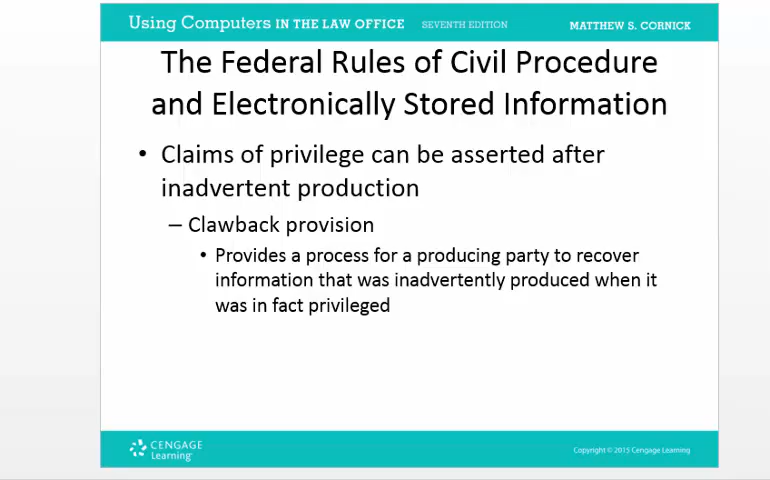 Using Computers IN THE LAW OFFICE SEVENTH EDITION MATTHEW S. CORNICK
The Federal Rules of Civil Procedure
and Electronically Stored Information
• Claims of privilege can be asserted after
inadvertent production
– Clawback provision
• Provides a process for a producing party to recover
information that was inadvertently produced when it
was in fact privileged
CENGAGE
Learning
Copyright © 2015 Cengage Learning